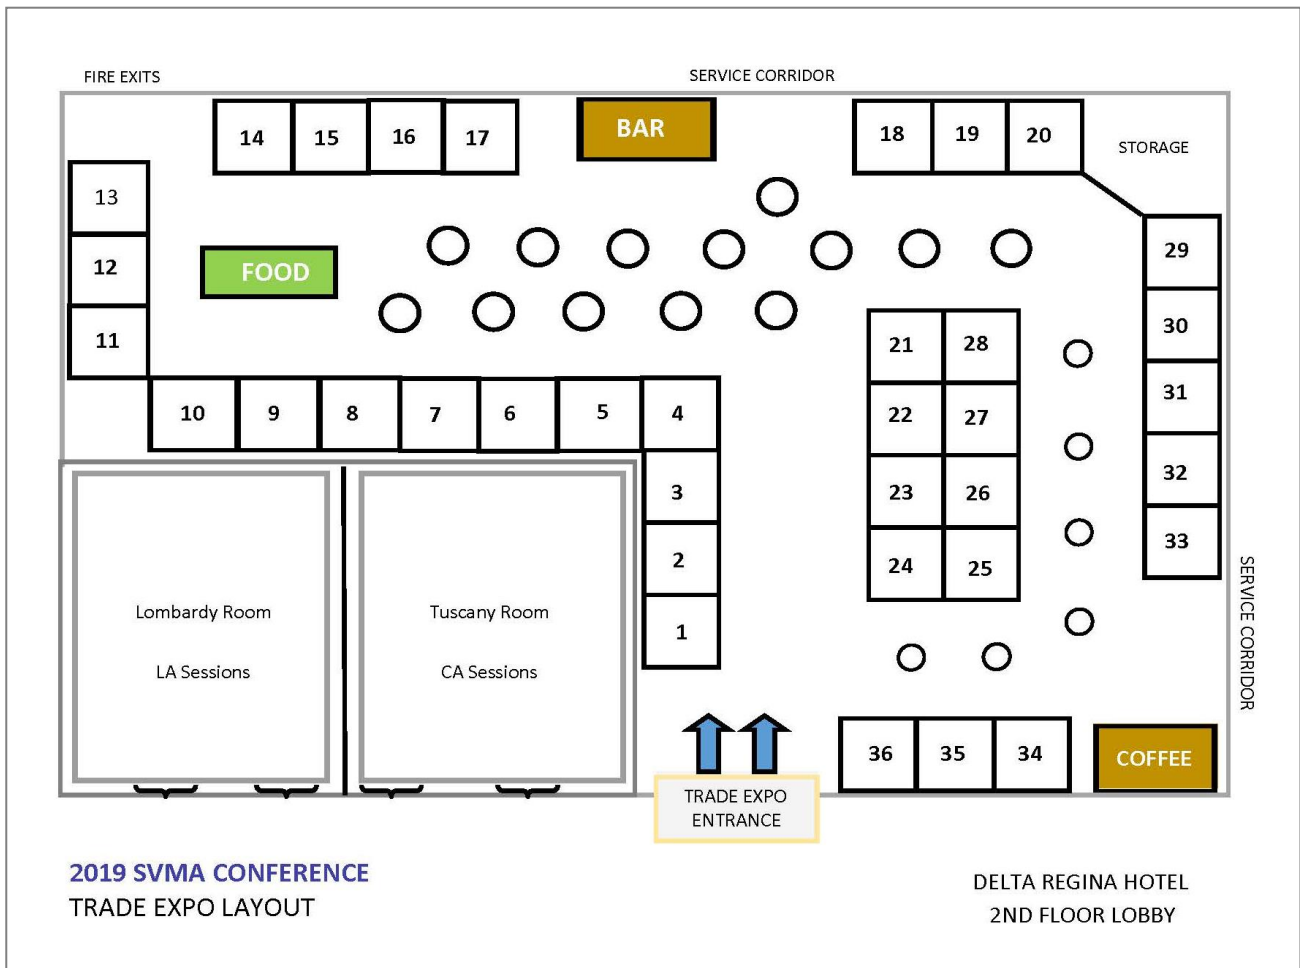 FIRE EXITS
SERVICE CORRIDOR
14 15 16 17
BAR
18 19 20
STORAGE
13
12
11
FOOD
29
30
31
32
33
21 28
22 27
23 26
24 25
10 9 8 7 6 5 4
3
2
1
Lombardy Room
LA Sessions
Tuscany Room
CA Sessions
SERVICE CORRIDOR
36 35 34
COFFEE
TRADE EXPO
ENTRANCE
2019 SVMA CONFERENCE
TRADE EXPO LAYOUT
DELTA REGINA HOTEL
2ND FLOOR LOBBY